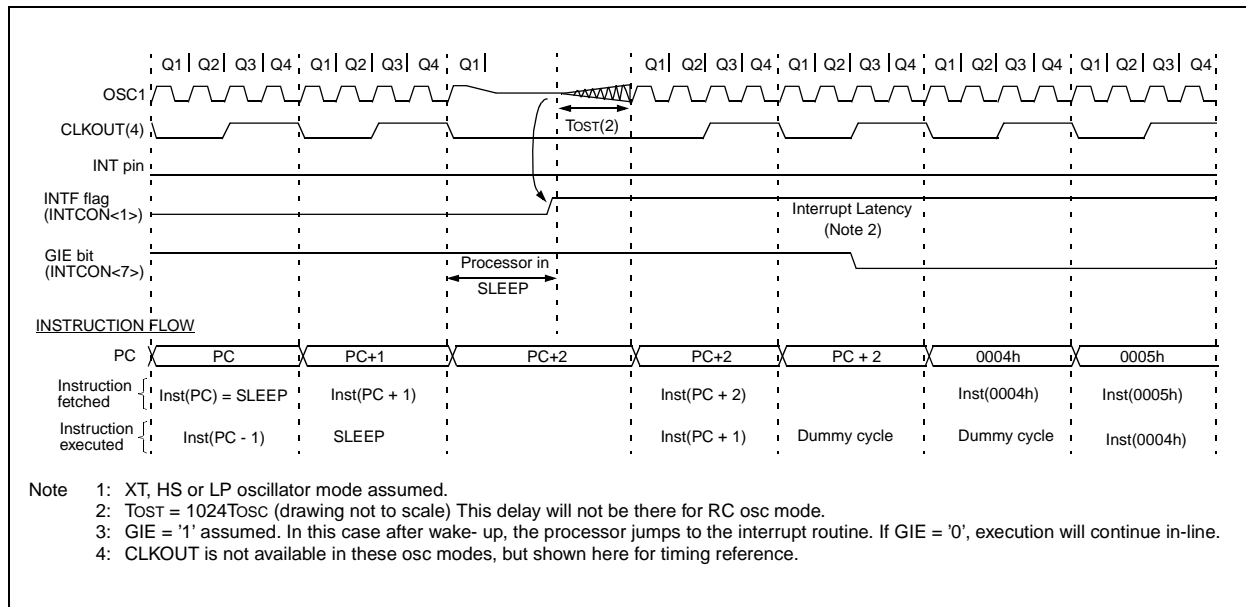 Q1 Q2 Q3 Q4 Q1 Q2 Q3 Q4 Q1 Q1 Q2 Q3 Q4 Q1 Q2 Q3 Q4 Q1 Q2 Q3 Q4 Q1 Q2 Q3 Q4
OSC1
TOST(2)
CLKOUT(4)
INT pin
INTF flag
(INTCON<1>)
Interrupt Latency
(Note 2)
GIE bit
(INTCON<7>)
Processor in
SLEEP
INSTRUCTION FLOW
PC PC PC+1 PC+2 PC+2 PC + 2 0004h 0005h
Instruction
fetched
Inst(PC) = SLEEP Inst(PC + 1) Inst(PC + 2) Inst(0004h) Inst(0005h)
Instruction
executed
Inst(PC - 1) SLEEP Inst(PC + 1) Dummy cycle Dummy cycle Inst(0004h)
Note 1: XT, HS or LP oscillator mode assumed.
2: TOST = 1024TOSC (drawing not to scale) This delay will not be there for RC osc mode.
3: GIE = '1' assumed. In this case after wake- up, the processor jumps to the interrupt routine. If GIE = '0', execution will continue in-line.
4: CLKOUT is not available in these osc modes, but shown here for timing reference.